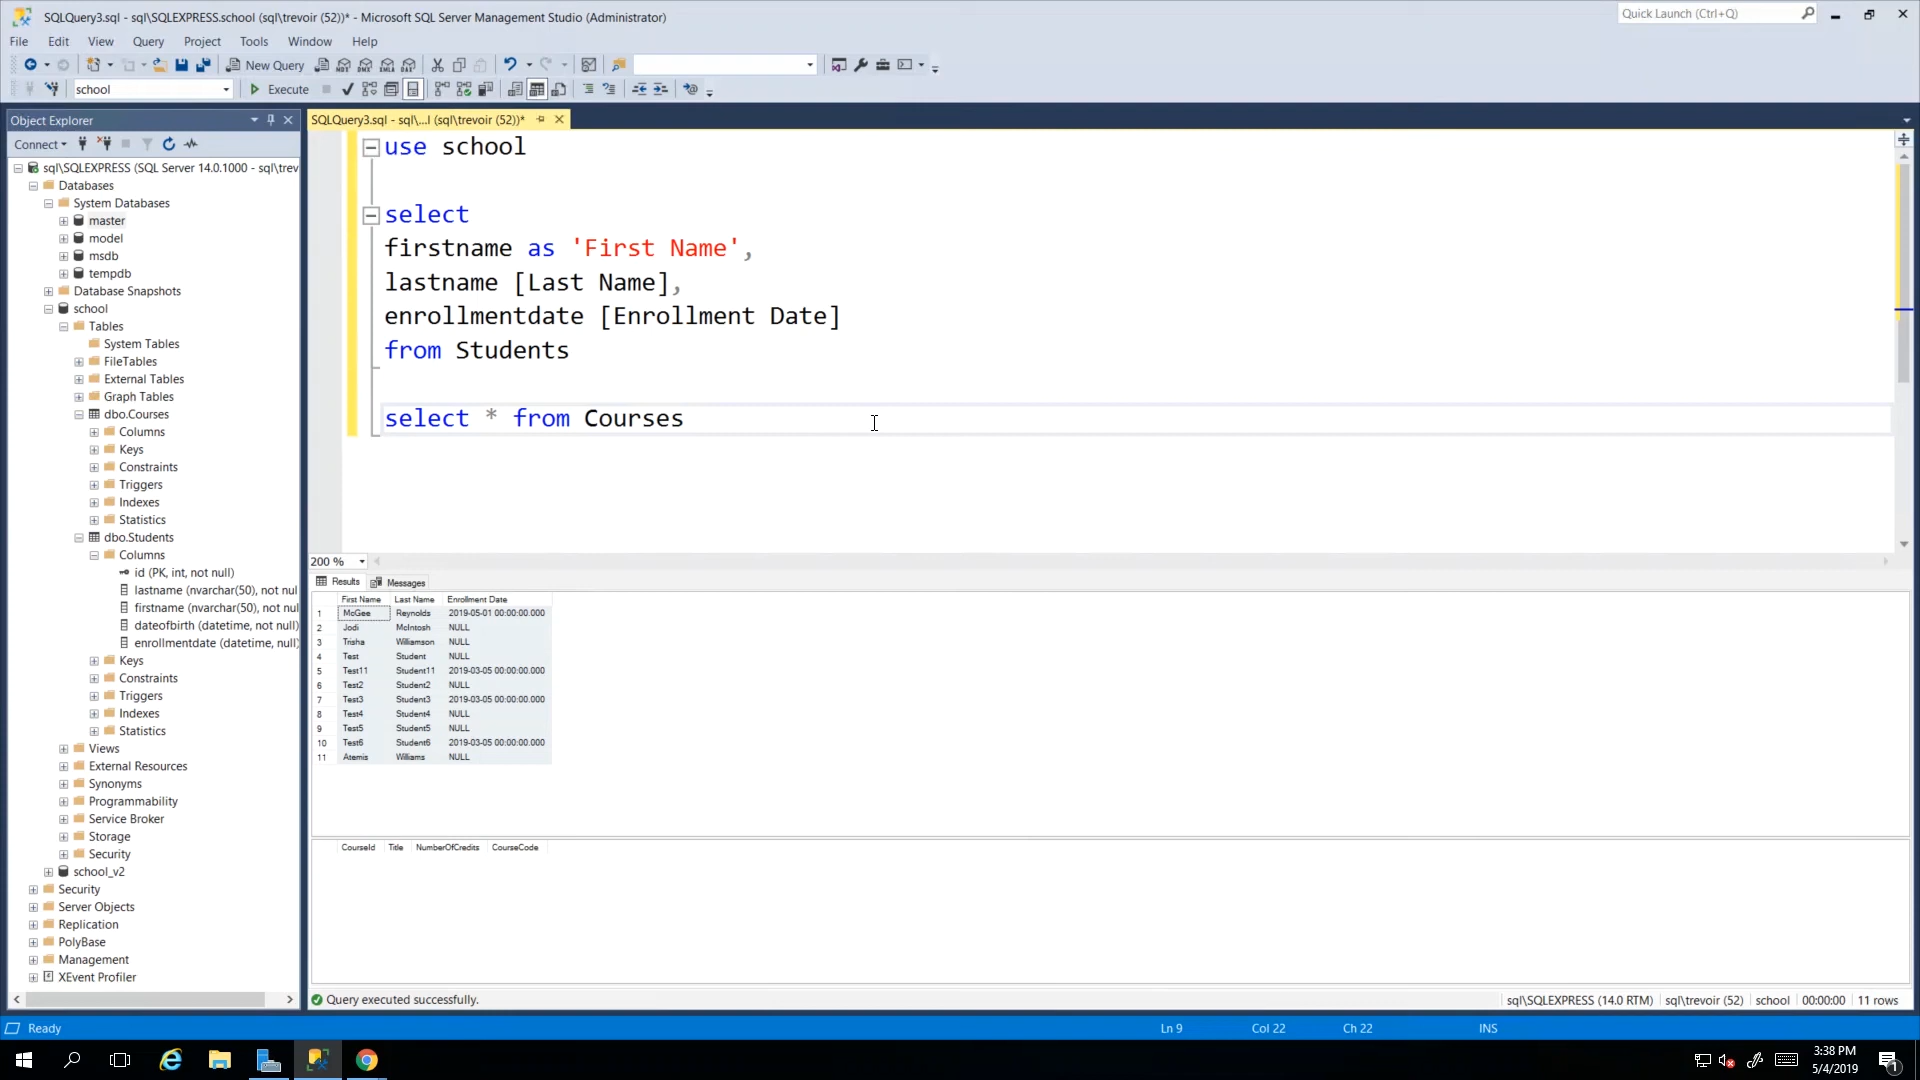 SQLQuery3.sql - sql\SQLEXPRESS.school (sql\trevoir (52))* - Microsoft SQL Server Management Studio (Administrator)
Quick Launch (Ctrl+Q)
File Edit View Query Project Tools Window Help
New Query
school
Execute
Object Explorer
SQLQuery3.sql - sql\...l (sql\trevoir (52))*
Connect
sql\SQLEXPRESS (SQL Server 14.0.1000 - sql\trev
Databases
System Databases
master
model
msdb
tempdb
Database Snapshots
school
Tables
System Tables
FileTables
External Tables
Graph Tables
dbo.Courses
Columns
Keys
Constraints
Triggers
Indexes
Statistics
dbo.Students
Columns
id (PK, int, not null)
lastname (nvarchar(50), not nul
firstname (nvarchar(50), not nul
dateofbirth (datetime, not null)
enrollmentdate (datetime, null)
Keys
Constraints
Triggers
Indexes
Statistics
Views
External Resources
Synonyms
Programmability
Service Broker
Storage
Security
school_v2
Security
Server Objects
Replication
PolyBase
Management
XEvent Profiler
use school
select
firstname as 'First Name',
lastname [Last Name],
enrollmentdate [Enrollment Date]
from Students
select * from Courses
200 %
Results Messages
First Name Last Name Enrollment Date
1 McGee Reynolds 2019-05-01 00:00:00.000
2 Jodi McIntosh NULL
3 Trisha Williamson NULL
4 Test Student NULL
5 Test11 Student11 2019-03-05 00:00:00.000
6 Test2 Student2 NULL
7 Test3 Student3 2019-03-05 00:00:00.000
8 Test4 Student4 NULL
9 Test5 Student5 NULL
10 Test6 Student6 2019-03-05 00:00:00.000
11 Atemis Williams NULL
CourseId Title NumberOfCredits CourseCode
Query executed successfully.
sql\SQLEXPRESS (14.0 RTM) sql\trevoir (52) school 00:00:00 11 rows
Ready
Ln 9 Col 22 Ch 22 INS
3:38 PM
5/4/2019
1